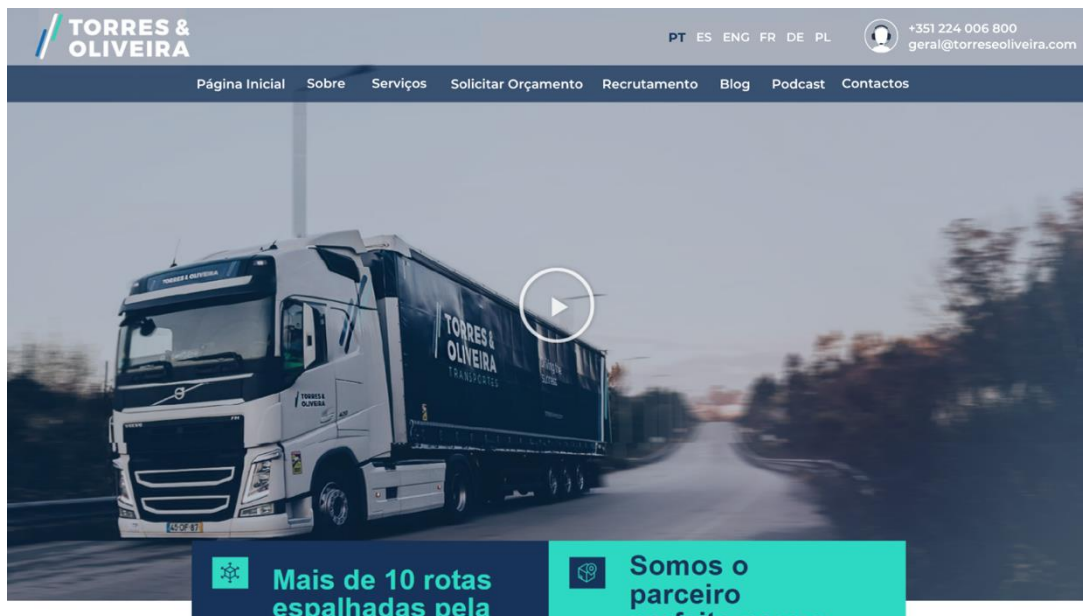 TORRES &
OLIVEIRA
PT ES ENG FR DE PL
+351 224 006 800
geral@torreseoliveira.com
Página Inicial Sobre Serviços Solicitar Orçamento Recrutamento Blog Podcast Contactos
TORRES & OLIVEIRA
TORRES &
OLIVEIRA
TRANSPORTES
TORRES &
OLIVEIRA
VOLVO
FH
Mais de 10 rotas
espalhadas pela
Somos o
parceiro